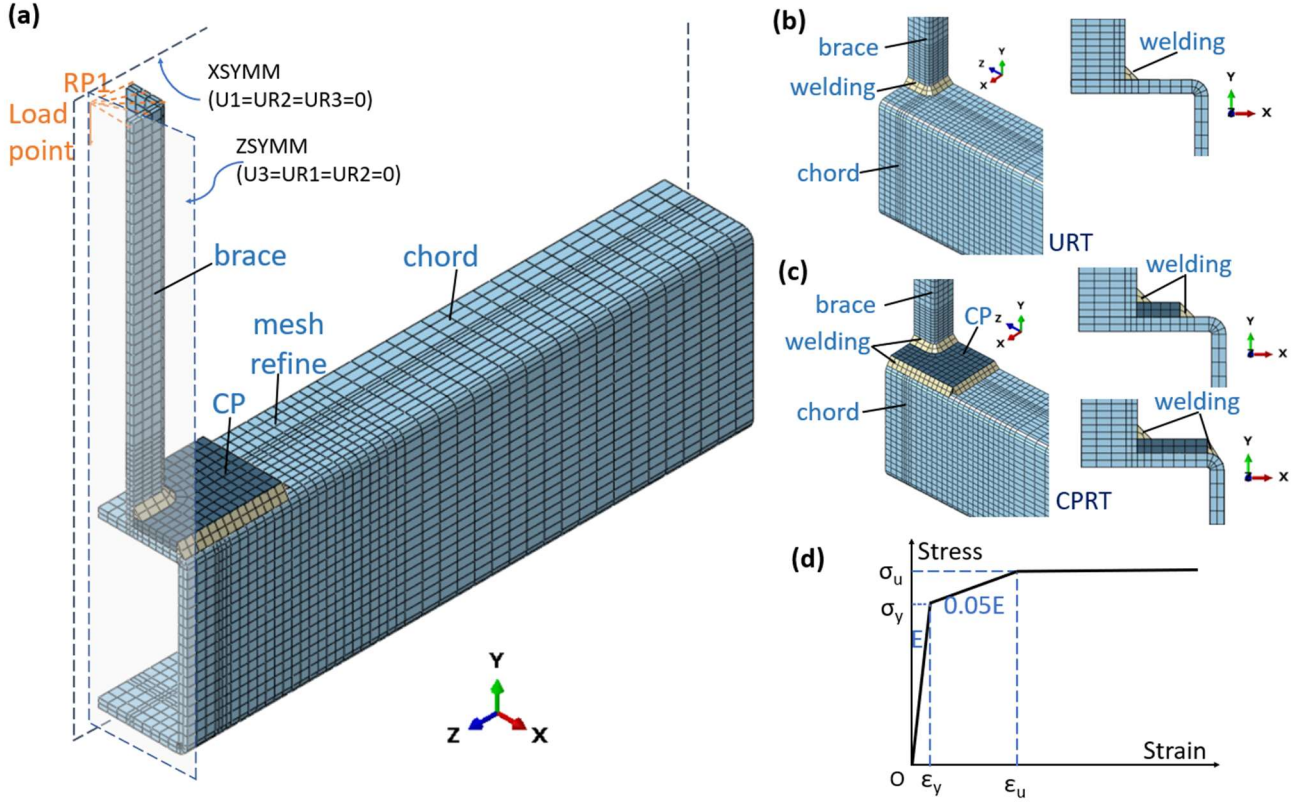 (a)
RP1
Load
point
XSYMM
(U1=UR2=UR3=0)
ZSYMM
(U3=UR1=UR2=0)
brace
chord
mesh
refine
CP
Y
Z
X
(b)
brace
welding
chord
Y
Z
X
URT
welding
Y
Z
X
(c)
brace
CP
welding
chord
Y
Z
X
CPRT
welding
Y
Z
X
welding
Y
Z
X
(d)
Stress
σu
σy
0.05E
E
Strain
O
εy
εu